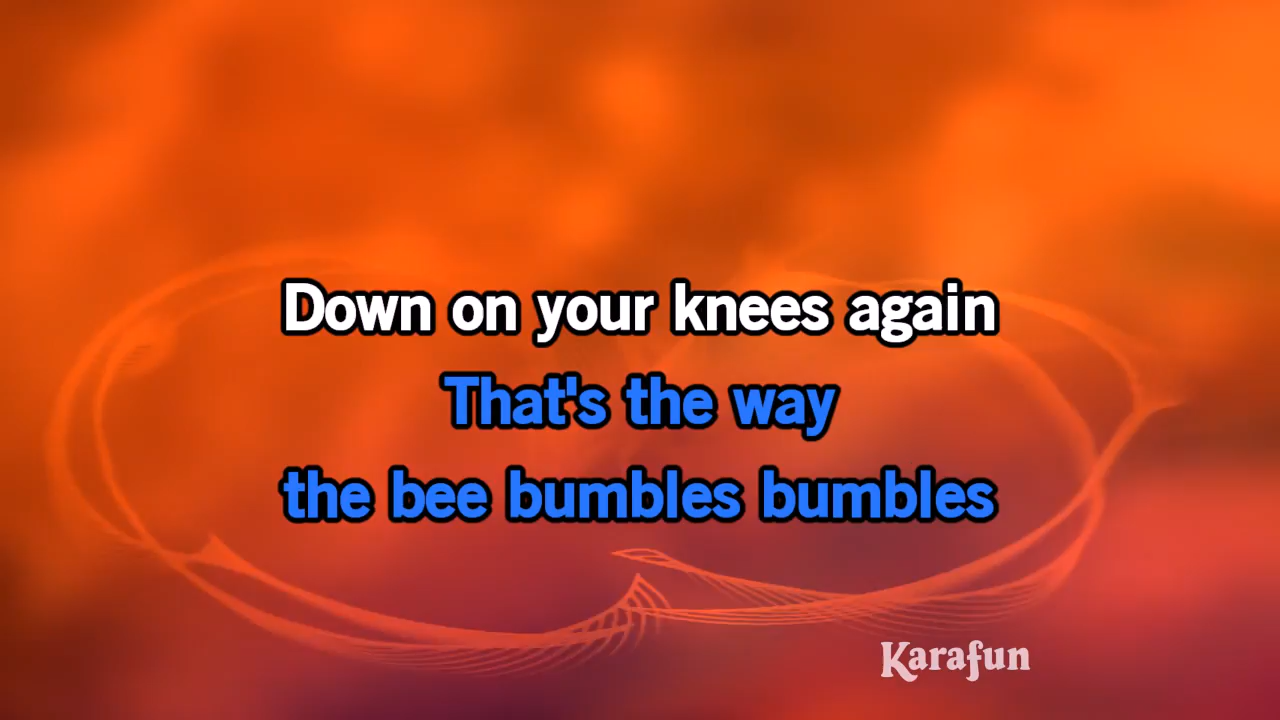 Down on your knees again
That's the way
the bee bumbles bumbles
Karafun